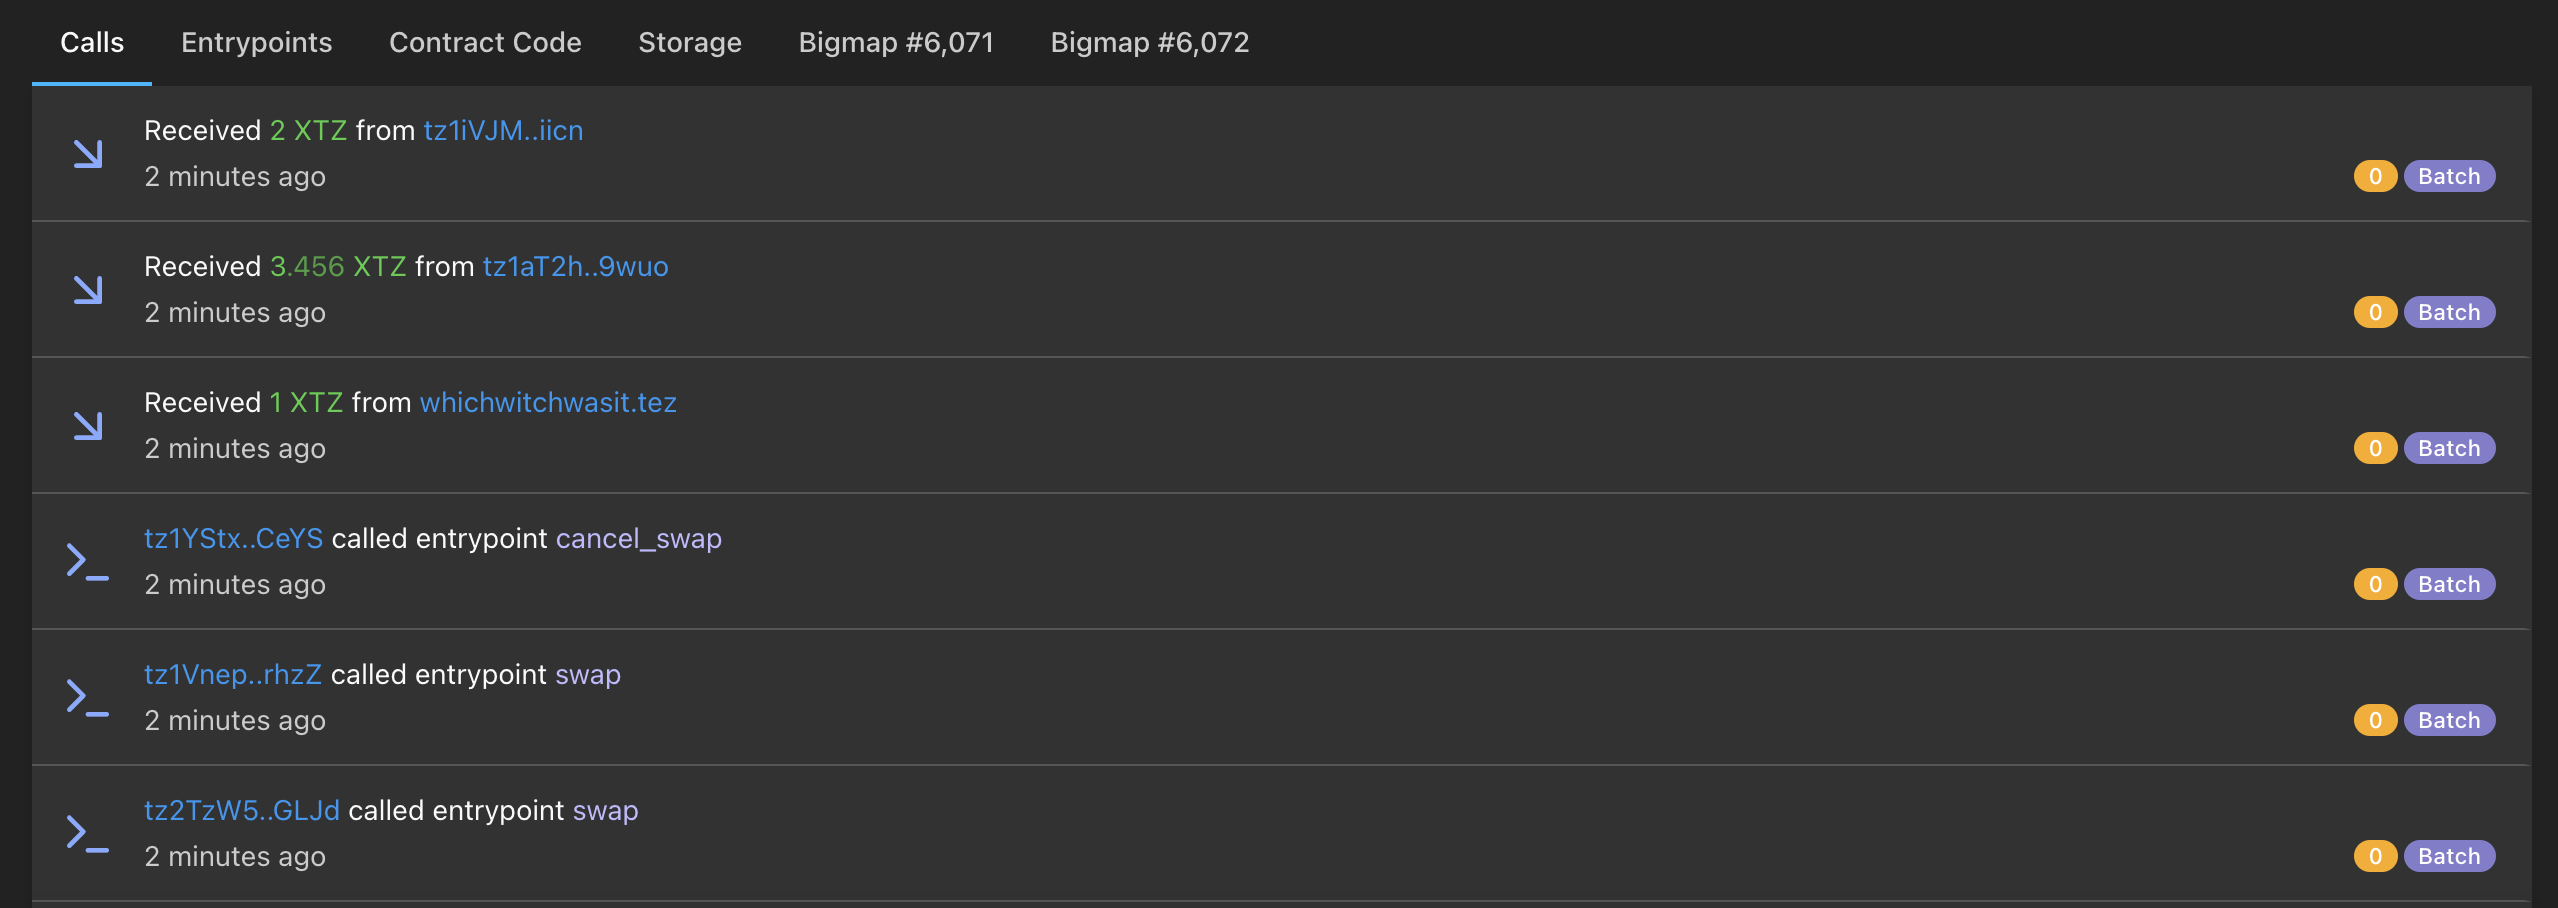 Calls Entrypoints Contract Code Storage Bigmap #6,071 Bigmap #6,072
Received 2 XTZ from tz1iVJM..iicn
2 minutes ago
0 Batch
Received 3.456 XTZ from tz1aT2h..9wuo
2 minutes ago
0 Batch
Received 1 XTZ from whichwitchwasit.tez
2 minutes ago
0 Batch
tz1YStx..CeYS called entrypoint cancel_swap
2 minutes ago
0 Batch
tz1Vnep..rhzZ called entrypoint swap
2 minutes ago
0 Batch
tz2TzW5..GLJd called entrypoint swap
2 minutes ago
0 Batch